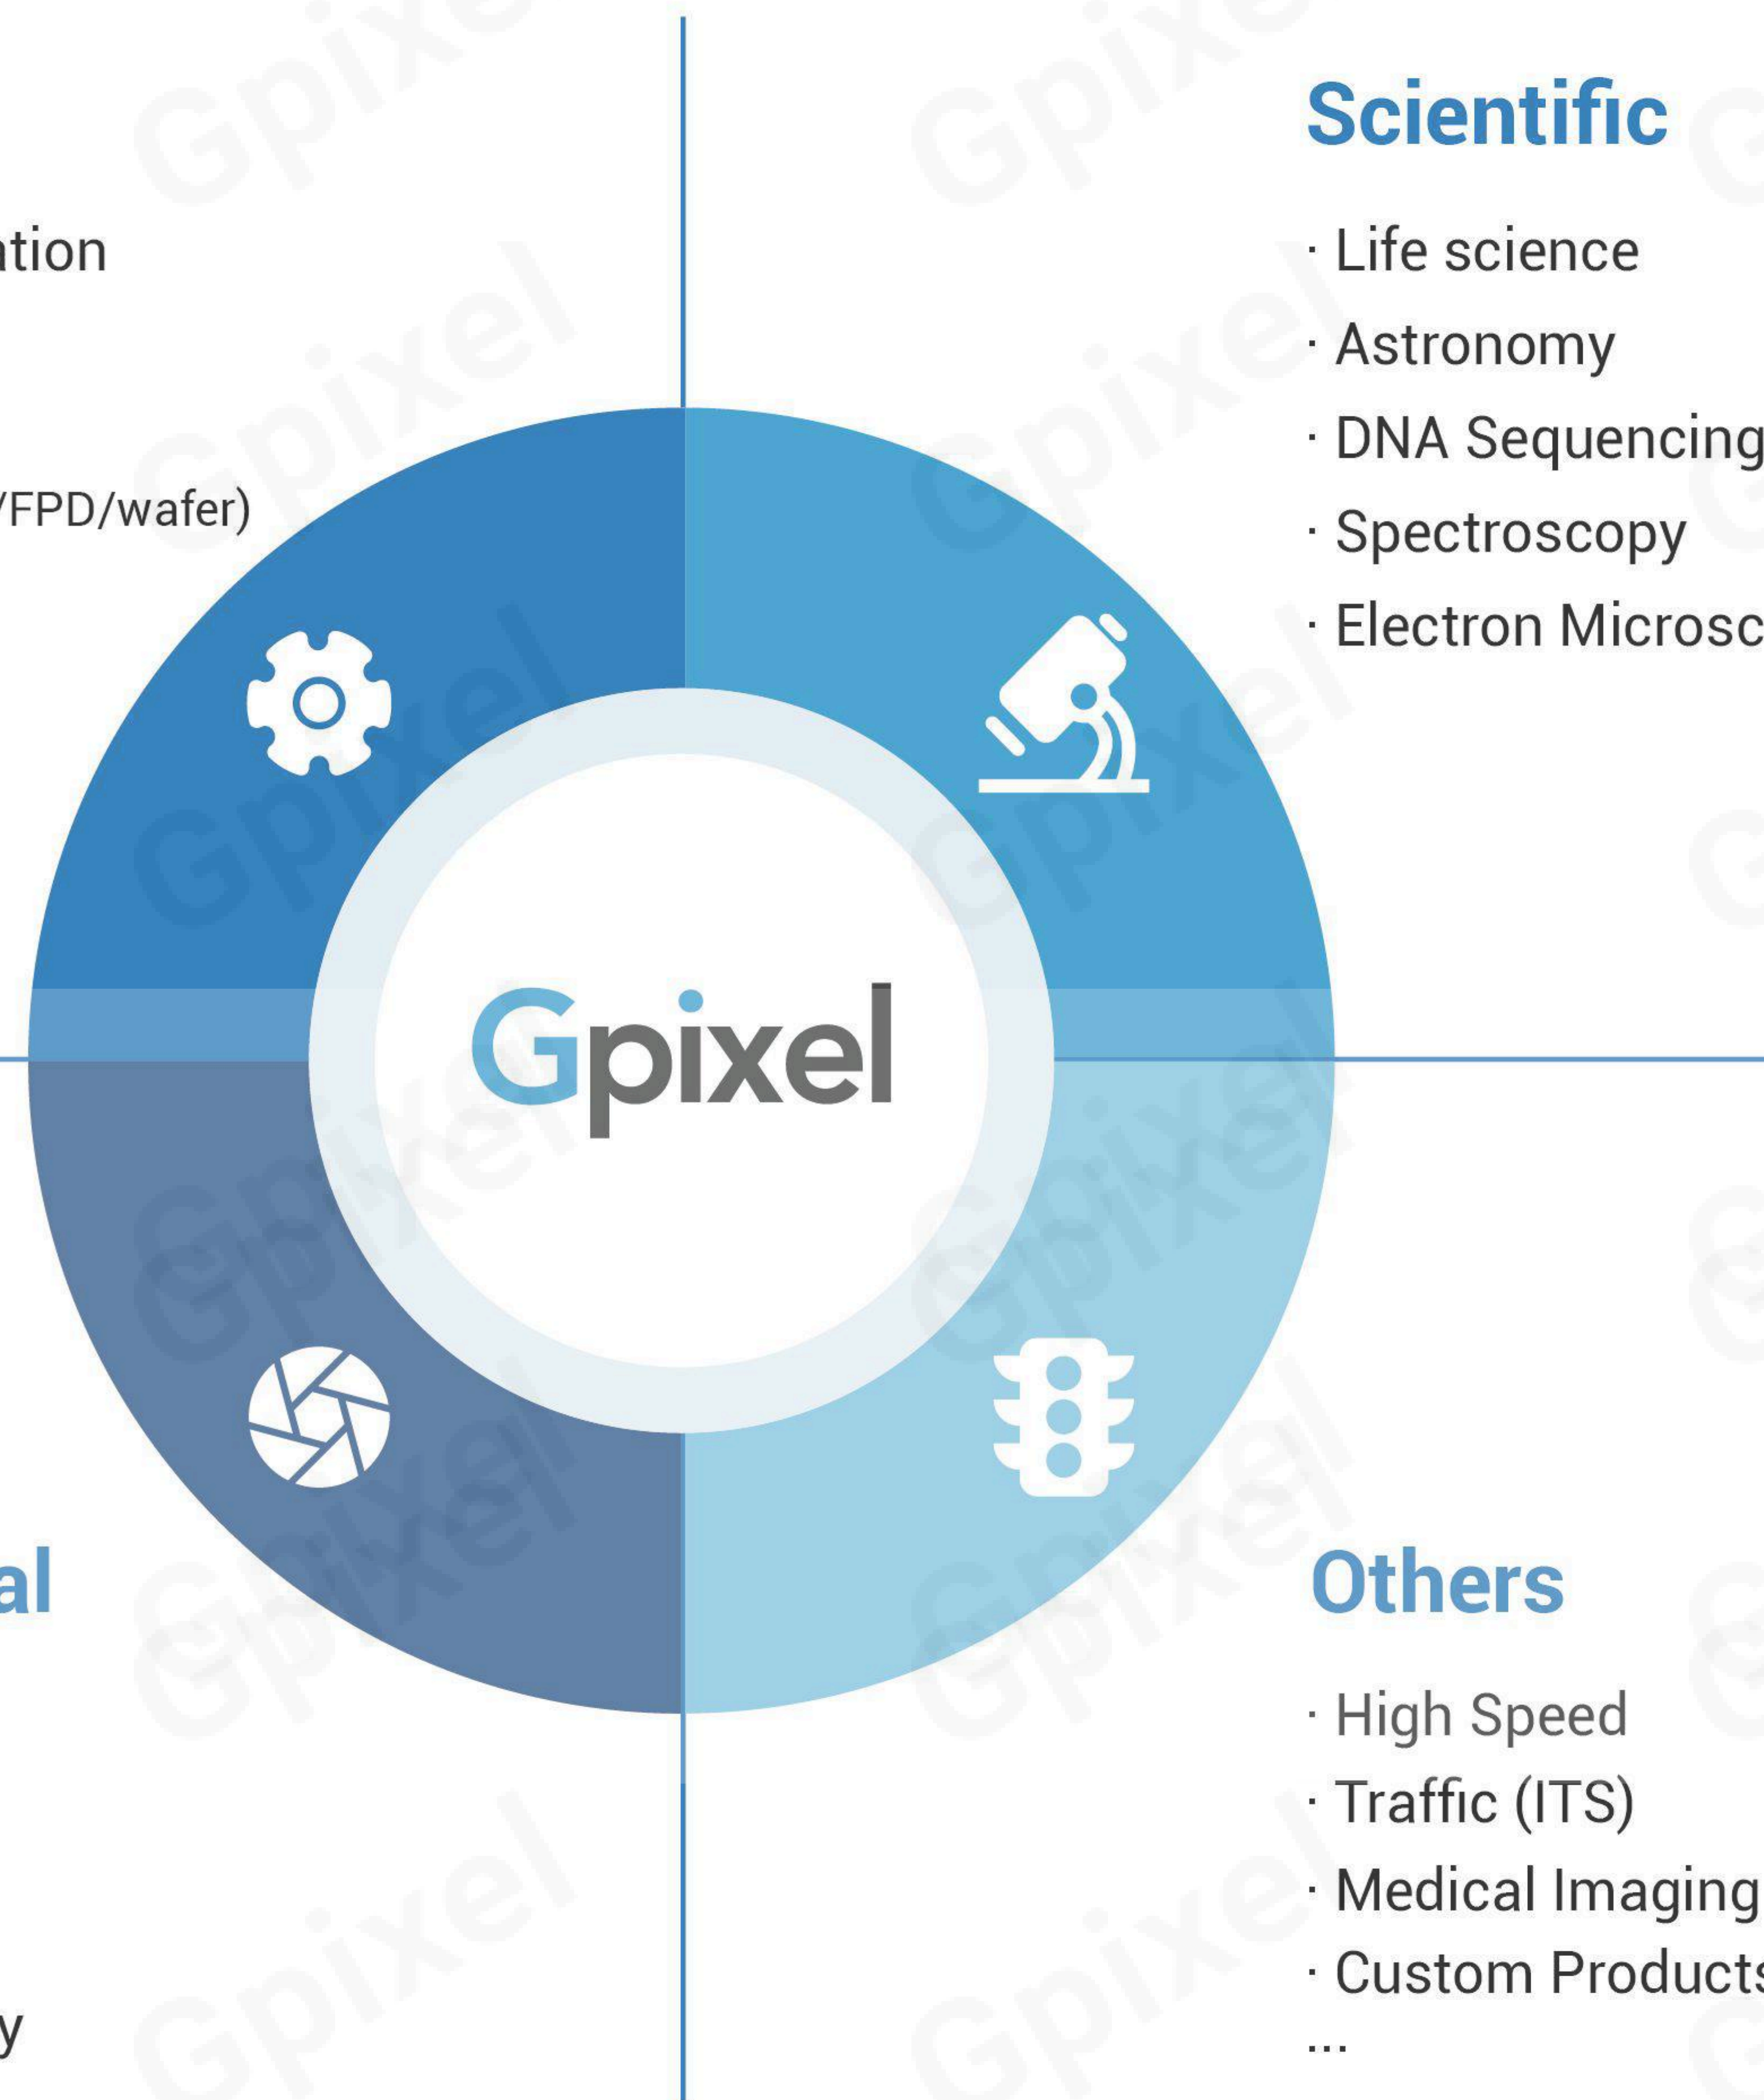 Scientific
ation
· Life science
· Astronomy
· DNA Sequencing
/FPD/wafer)
· Spectroscopy
· Electron Microsc
Gpixel
al
Others
· High Speed
· Traffic (ITS)
· Medical Imaging
· Custom Products
y
...